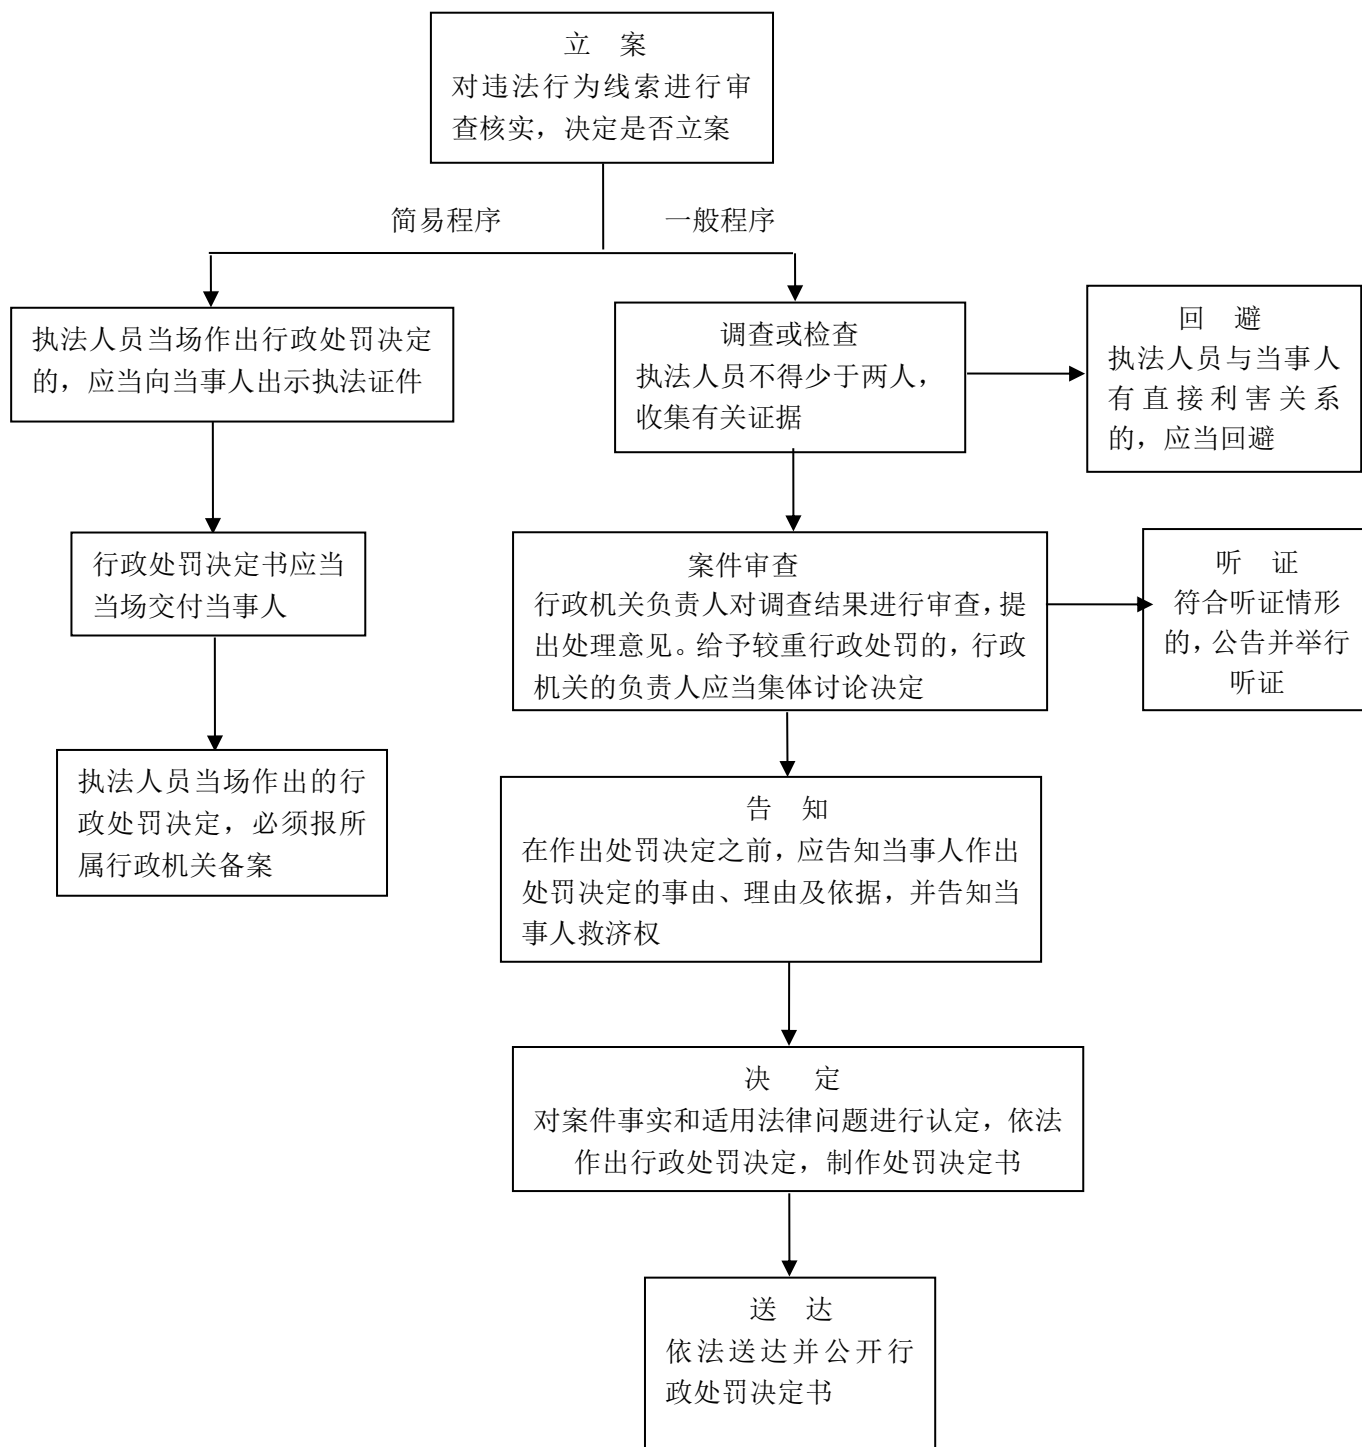 立 案
对违法行为线索进行审
查核实，决定是否立案
简易程序
一般程序
执法人员当场作出行政处罚决定
的，应当向当事人出示执法证件
调查或检查
执法人员不得少于两人，
收集有关证据
回 避
执法人员与当事人
有直接利害关系
的，应当回避
行政处罚决定书应当
当场交付当事人
案件审查
行政机关负责人对调查结果进行审查，提
出处理意见。给予较重行政处罚的，行政
机关的负责人应当集体讨论决定
听 证
符合听证情形
的，公告并举行
听证
执法人员当场作出的行
政处罚决定，必须报所
属行政机关备案
告 知
在作出处罚决定之前，应告知当事人作出
处罚决定的事由、理由及依据，并告知当
事人救济权
决 定
对案件事实和适用法律问题进行认定，依法
作出行政处罚决定，制作处罚决定书
送 达
依法送达并公开行
政处罚决定书